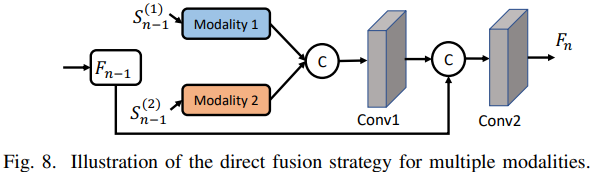 S_{n-1}^{(1)}
Modality 1
F_n
F_{n-1}
C
C
Modality 2
S_{n-1}^{(2)}
Conv1
Conv2
Fig. 8. Illustration of the direct fusion strategy for multiple modalities.